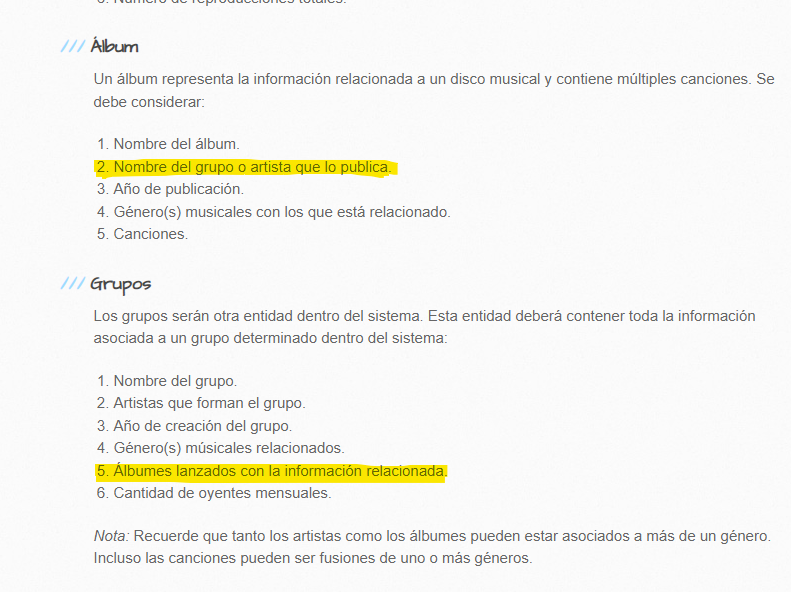 6. Número de reproducciones totales.
/// Álbum
Un álbum representa la información relacionada a un disco musical y contiene múltiples canciones. Se
debe considerar:
1. Nombre del álbum.
2. Nombre del grupo o artista que lo publica.
3. Año de publicación.
4. Género(s) musicales con los que está relacionado.
5. Canciones.
/// Grupos
Los grupos serán otra entidad dentro del sistema. Esta entidad deberá contener toda la información
asociada a un grupo determinado dentro del sistema:
1. Nombre del grupo.
2. Artistas que forman el grupo.
3. Año de creación del grupo.
4. Género(s) músicales relacionados.
5. Álbumes lanzados con la información relacionada.
6. Cantidad de oyentes mensuales.
Nota: Recuerde que tanto los artistas como los álbumes pueden estar asociados a más de un género.
Incluso las canciones pueden ser fusiones de uno o más géneros.